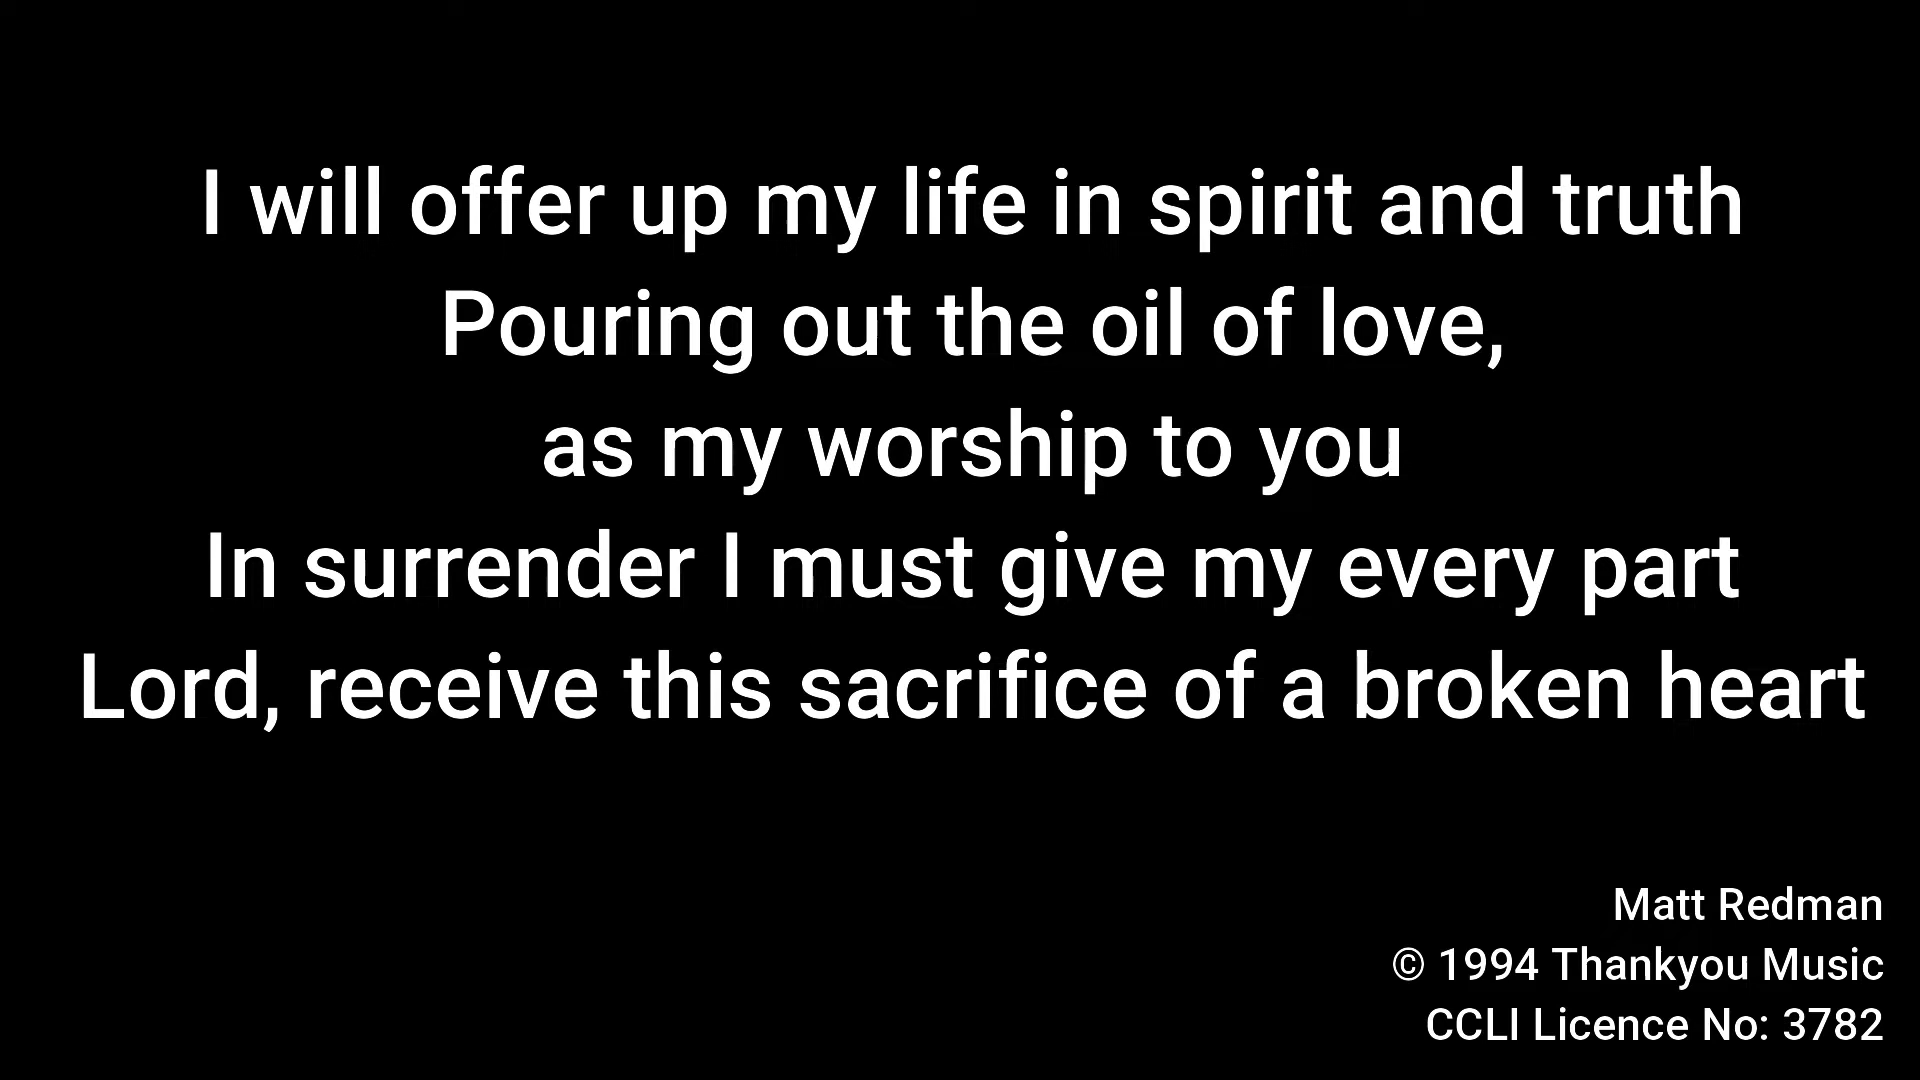 I will offer up my life in spirit and truth
Pouring out the oil of love,
as my worship to you
In surrender I must give my every part
Lord, receive this sacrifice of a broken heart
Matt Redman
© 1994 Thankyou Music
CCLI Licence No: 3782